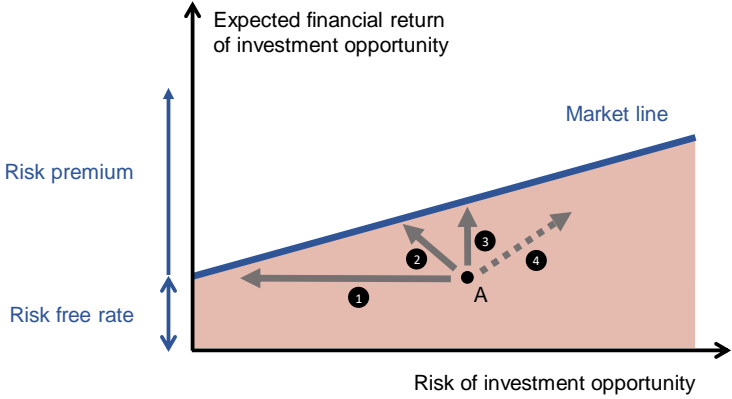 Expected financial return
of investment opportunity
Market line
Risk premium
3
2
4
1
A
Risk free rate
Risk of investment opportunity